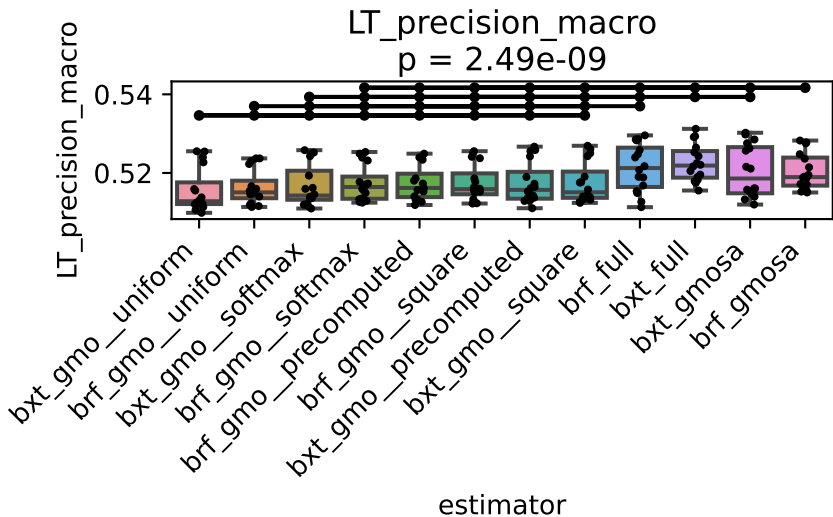 LT_precision_macro
p = 2.49e-09
LT_precision_macro
0.54
0.52
bxt_gmo__uniform
brf_gmo__uniform
bxt_gmo__softmax
brf_gmo__softmax
brf_gmo__precomputed
brf_gmo__square
bxt_gmo__precomputed
bxt_gmo__square
brf_full
bxt_full
bxt_gmosa
brf_gmosa
estimator